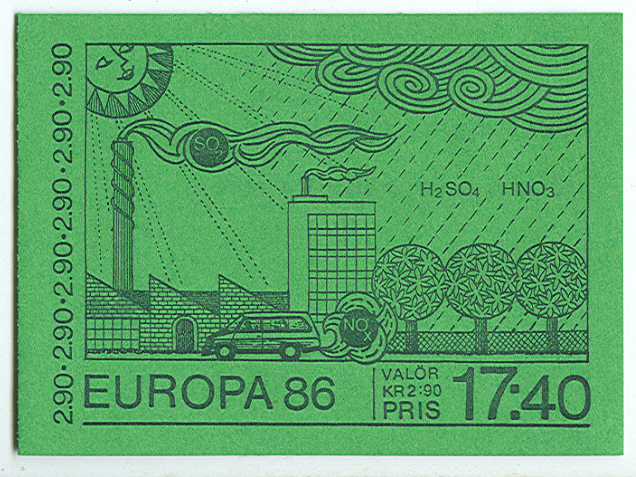 2.90•2.90•2.90•2.90•2.90•2.90
SO2
H2SO4 HNO3
NOX
EUROPA 86
VALÖR
KR 2:90
PRIS 17:40